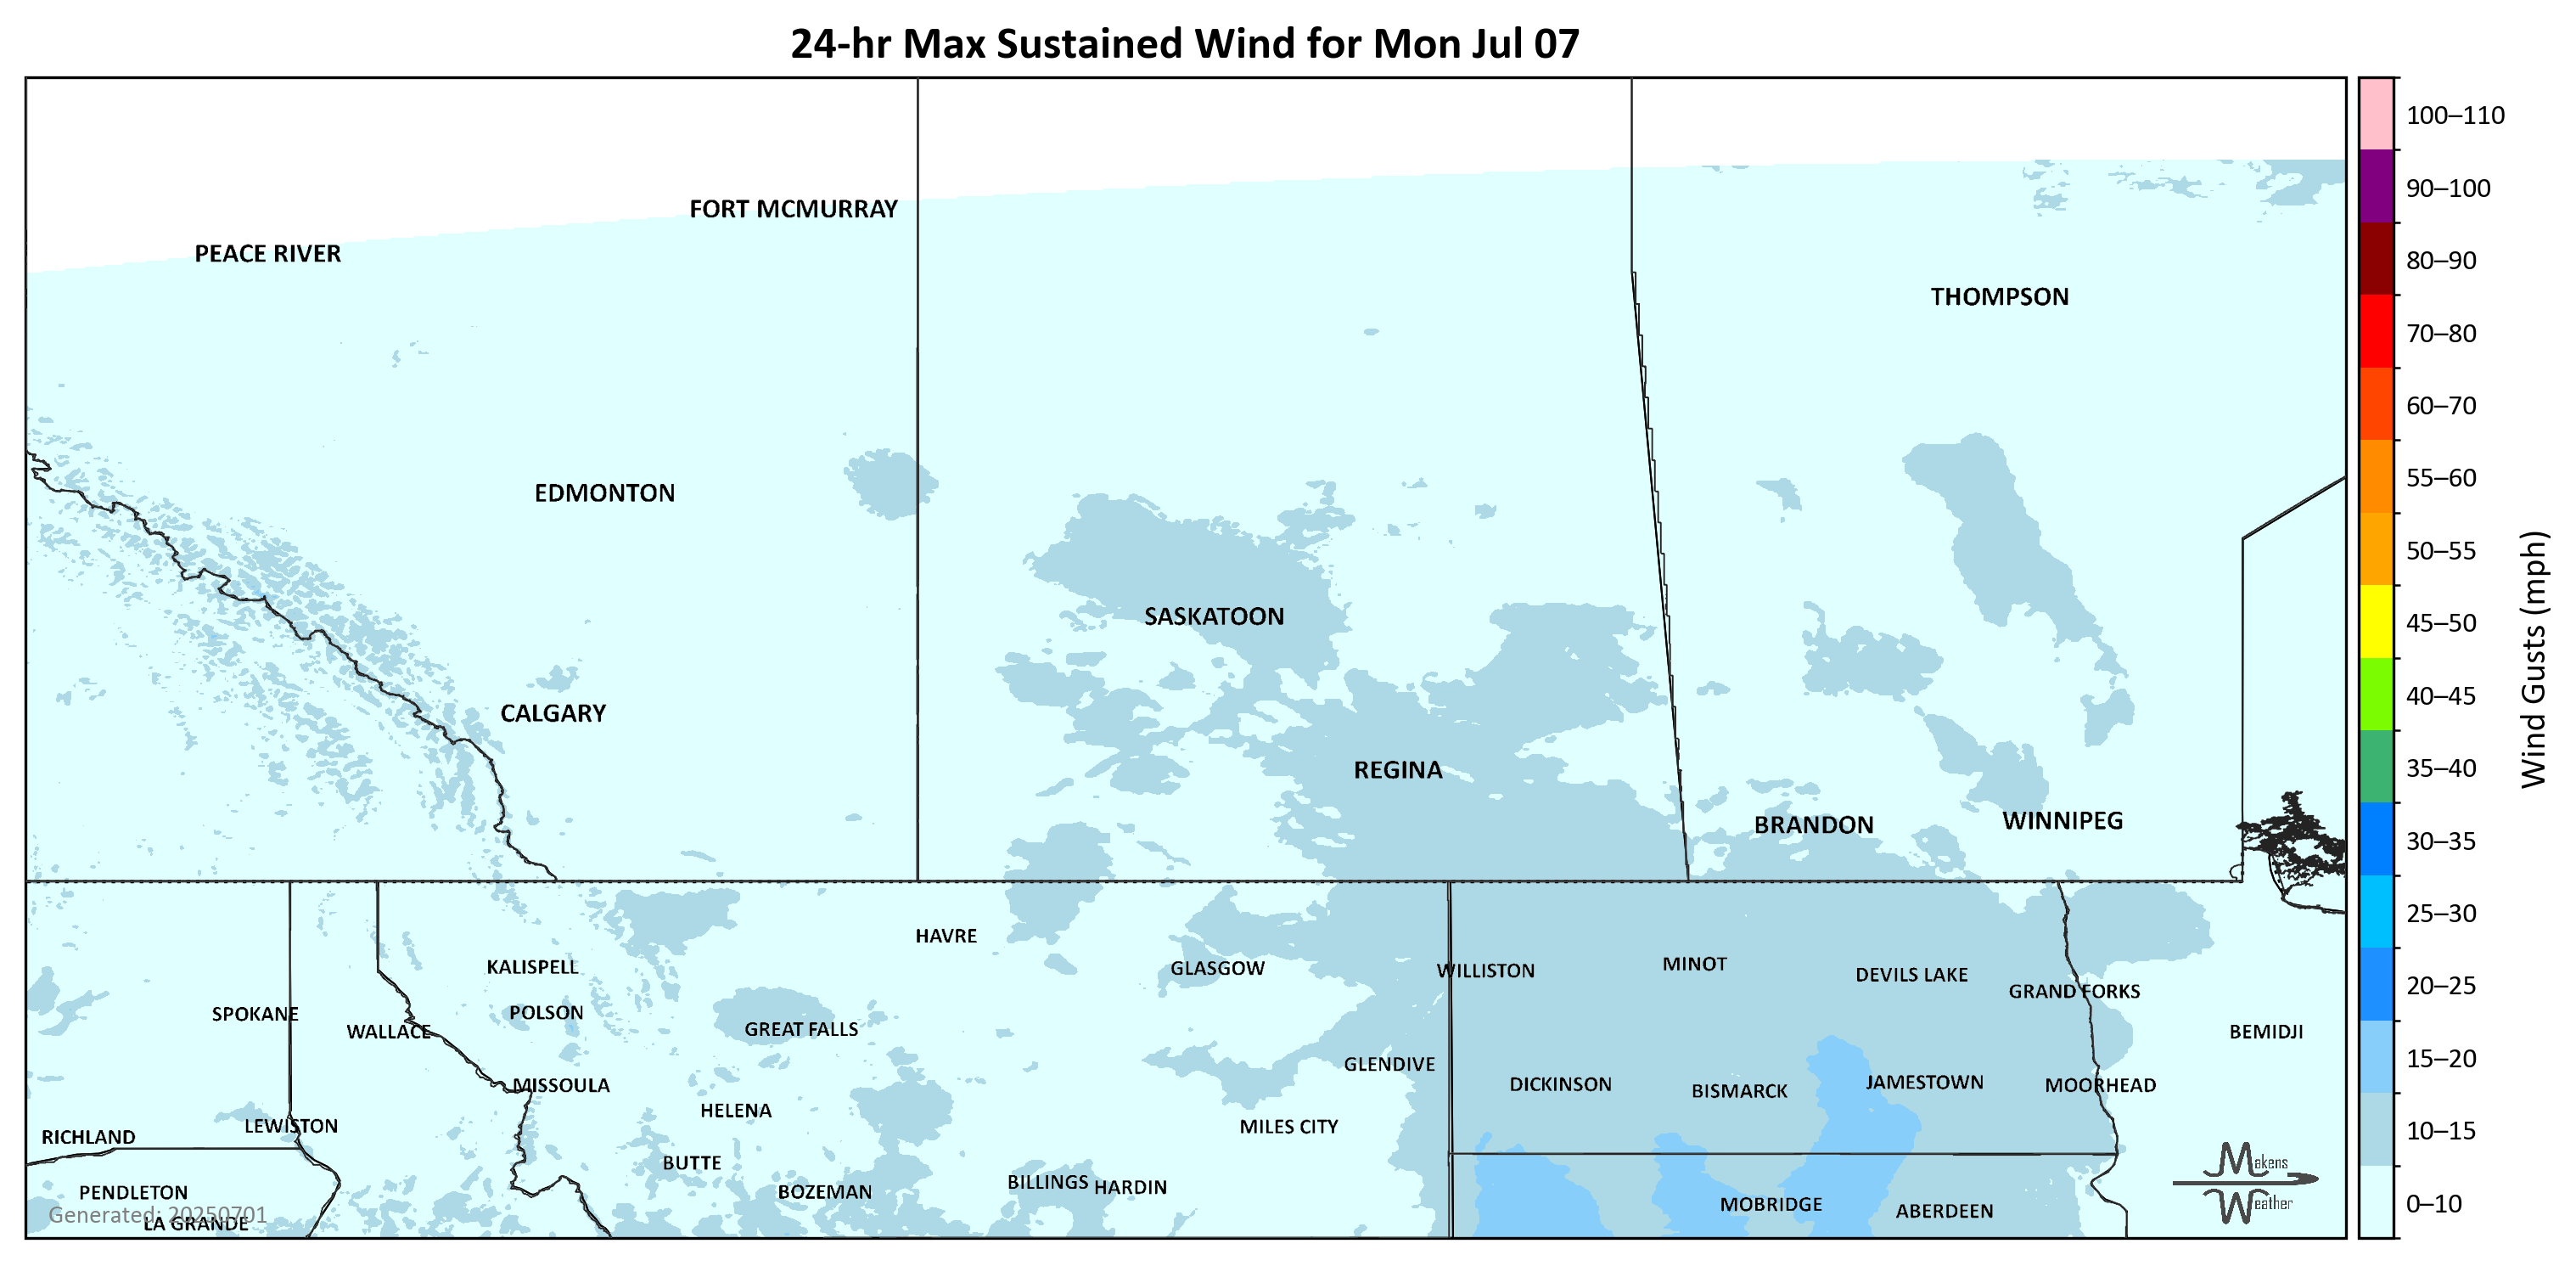 24-hr Max Sustained Wind for Mon Jul 07
100–110
90–100
FORT MCMURRAY
PEACE RIVER
80–90
THOMPSON
70–80
60–70
55–60
EDMONTON
50–55
SASKATOON
45–50
40–45
CALGARY
Wind Gusts (mph)
REGINA
35–40
BRANDON
WINNIPEG
30–35
25–30
HAVRE
KALISPELL
GLASGOW
WILLISTON
MINOT
DEVILS LAKE
20–25
GRAND FORKS
SPOKANE
POLSON
WALLACE
GREAT FALLS
BEMIDJI
15–20
GLENDIVE
MISSOULA
DICKINSON
BISMARCK
JAMESTOWN
MOORHEAD
HELENA
LEWISTON
MILES CITY
10–15
RICHLAND
BUTTE
Makens
Weather
PENDLETON
BOZEMAN
BILLINGS
HARDIN
MOBRIDGE
ABERDEEN
0–10
Generated: 20250701
LA GRANDE